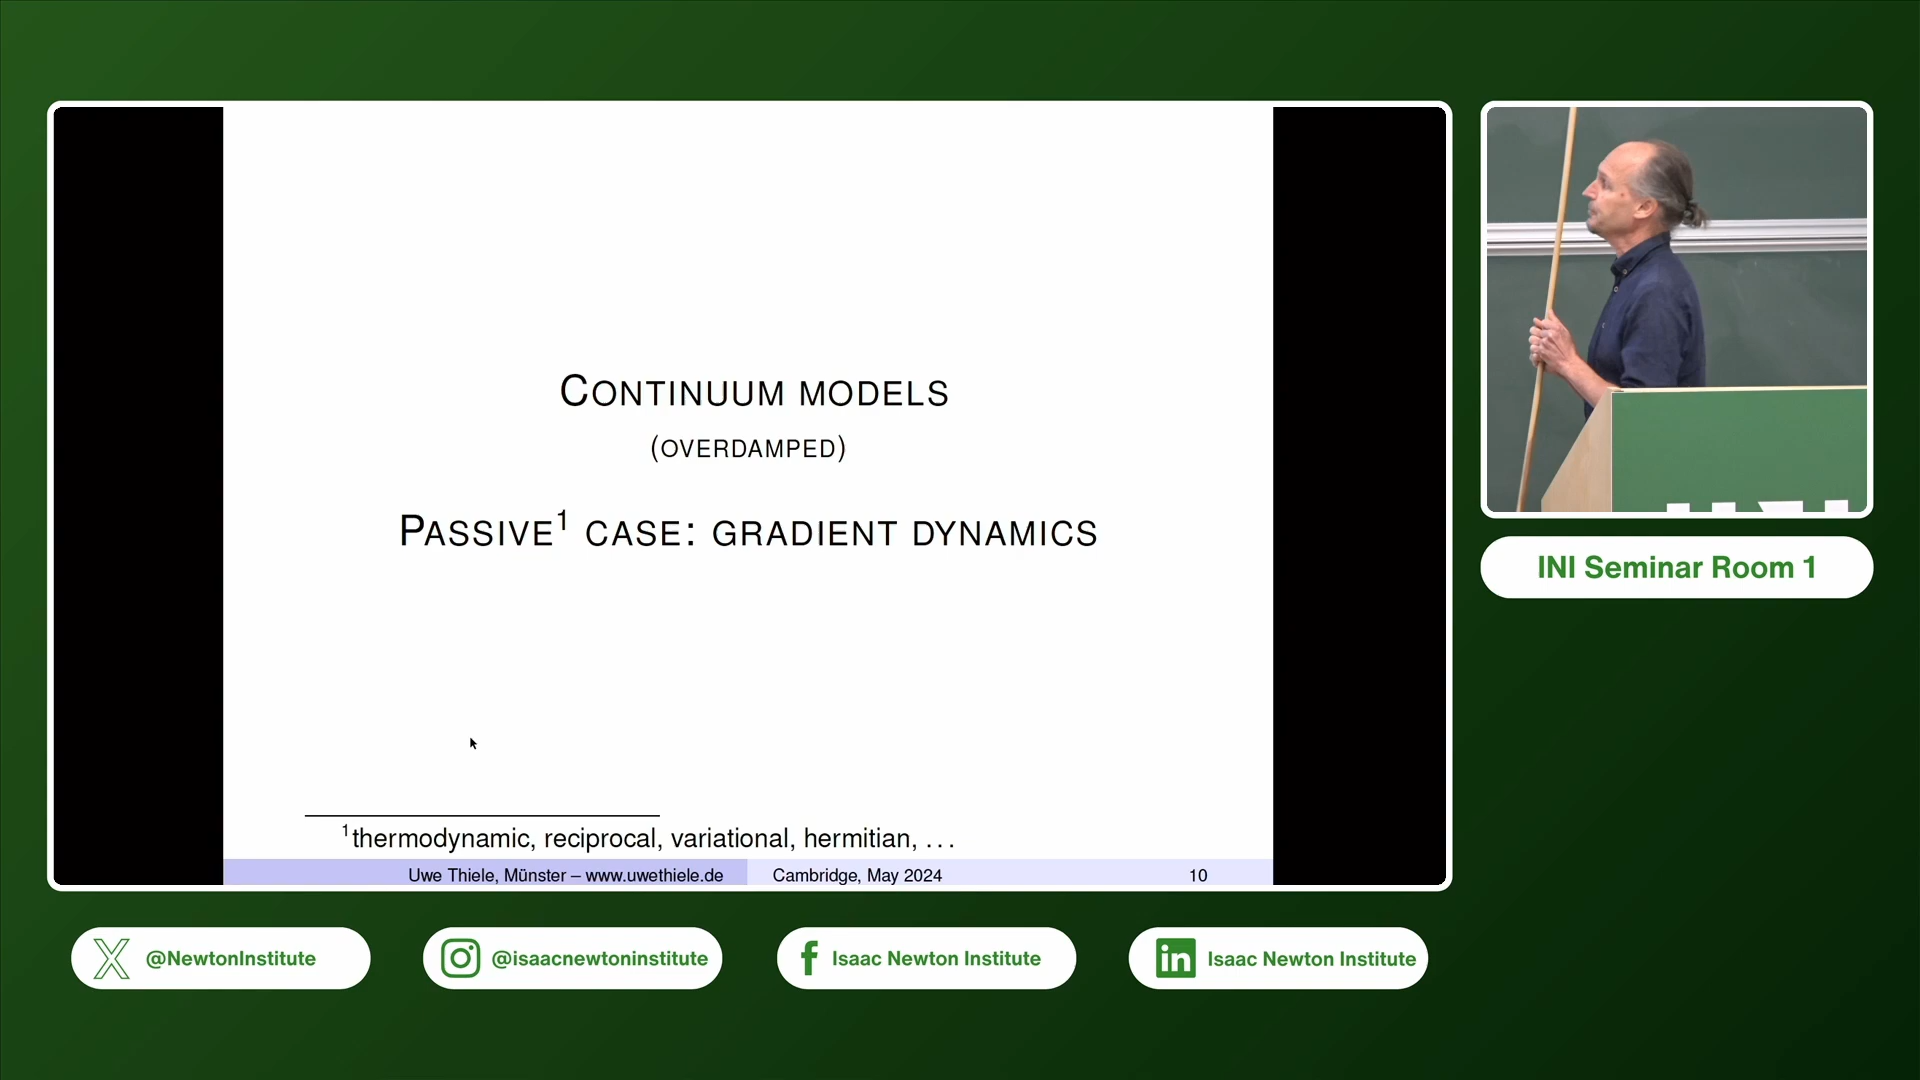 CONTINUUM MODELS
(OVERDAMPED)
PASSIVE¹ CASE: GRADIENT DYNAMICS
¹thermodynamic, reciprocal, variational, hermitian, ...
Uwe Thiele, Münster – www.uwethiele.de Cambridge, May 2024 10
INI Seminar Room 1
@NewtonInstitute @isaacnewtoninstitute Isaac Newton Institute Isaac Newton Institute